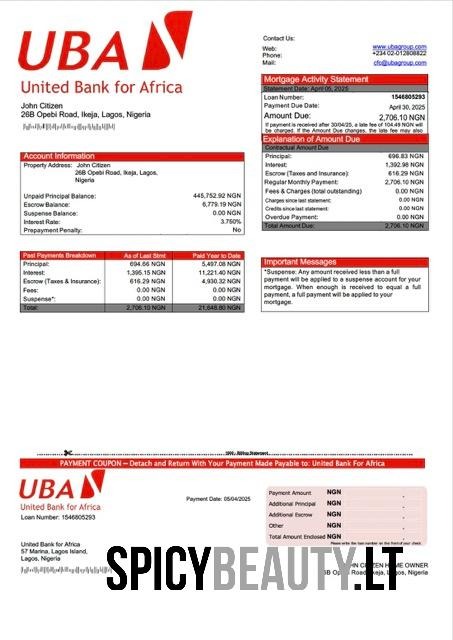 UBA
United Bank for Africa
John Citizen
26B Opebi Road, Ikeja, Lagos, Nigeria
Contact Us:
Web: www.ubagroup.com
Phone: +234 02-012808822
Mail: cfo@ubagroup.com
Mortgage Activity Statement
Statement Date: April 05, 2025
Loan Number: 1546805293
Payment Due Date: April 30, 2025
Amount Due: 2,706.10 NGN
If payment is received after 30/04/25, a late fee of 104.49 NGN will
be charged. If the Amount Due changes, the late fee may also
Explanation of Amount Due
Contractual Amount Due
Principal: 696.83 NGN
Interest: 1,392.98 NGN
Escrow (Taxes and Insurance): 616.29 NGN
Regular Monthly Payment: 2,706.10 NGN
Fees & Charges (total outstanding) 0.00 NGN
Charges since last statement: 0.00 NGN
Credits since last statement: 0.00 NGN
Overdue Payment: 0.00 NGN
Total Amount Due: 2,706.10 NGN
Account Information
Property Address: John Citizen
26B Opebi Road, Ikeja, Lagos,
Nigeria
Unpaid Principal Balance: 445,752.92 NGN
Escrow Balance: 6,779.19 NGN
Suspense Balance: 0.00 NGN
Interest Rate: 3.750%
Prepayment Penalty: No
Past Payments Breakdown As of Last Stmt Paid Year to Date
Principal: 694.66 NGN 5,497.08 NGN
Interest: 1,395.15 NGN 11,221.40 NGN
Escrow (Taxes & Insurance): 616.29 NGN 4,930.32 NGN
Fees: 0.00 NGN 0.00 NGN
Suspense*: 0.00 NGN 0.00 NGN
Total: 2,706.10 NGN 21,648.80 NGN
Important Messages
*Suspense: Any amount received less than a full
payment will be applied to a suspense account for your
mortgage. When enough is received to equal a full
payment, a full payment will be applied to your
mortgage.
PAYMENT COUPON – Detach and Return With Your Payment Made Payable to: United Bank For Africa
UBA
United Bank for Africa
Loan Number: 1546805293
Payment Date: 05/04/2025
Payment Amount NGN
Additional Principal NGN
Additional Escrow NGN
Other NGN
Total Amount Enclosed NGN
Please write the loan number on the front of your check.
United Bank for Africa
57 Marina, Lagos Island,
Lagos, Nigeria
HOME OWNER
Ikeja, Lagos, Nigeria
SPICYBEAUTY.LT